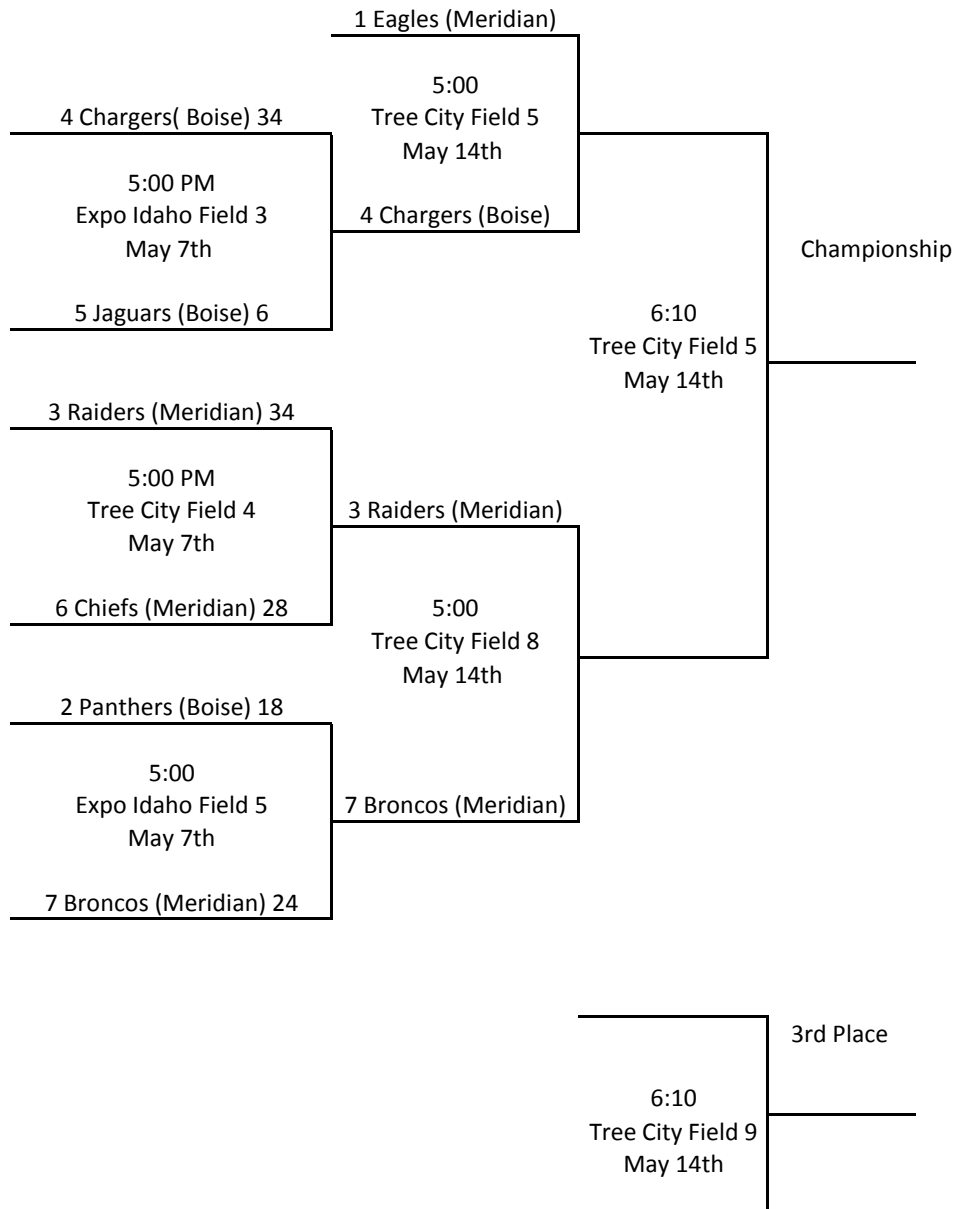 1 Eagles (Meridian)
5:00
Tree City Field 5
May 14th
4 Chargers( Boise) 34
5:00 PM
Expo Idaho Field 3
May 7th
4 Chargers (Boise)
Championship
5 Jaguars (Boise) 6
6:10
Tree City Field 5
May 14th
3 Raiders (Meridian) 34
5:00 PM
Tree City Field 4
May 7th
3 Raiders (Meridian)
6 Chiefs (Meridian) 28
5:00
Tree City Field 8
May 14th
2 Panthers (Boise) 18
5:00
Expo Idaho Field 5
May 7th
7 Broncos (Meridian)
7 Broncos (Meridian) 24
3rd Place
6:10
Tree City Field 9
May 14th